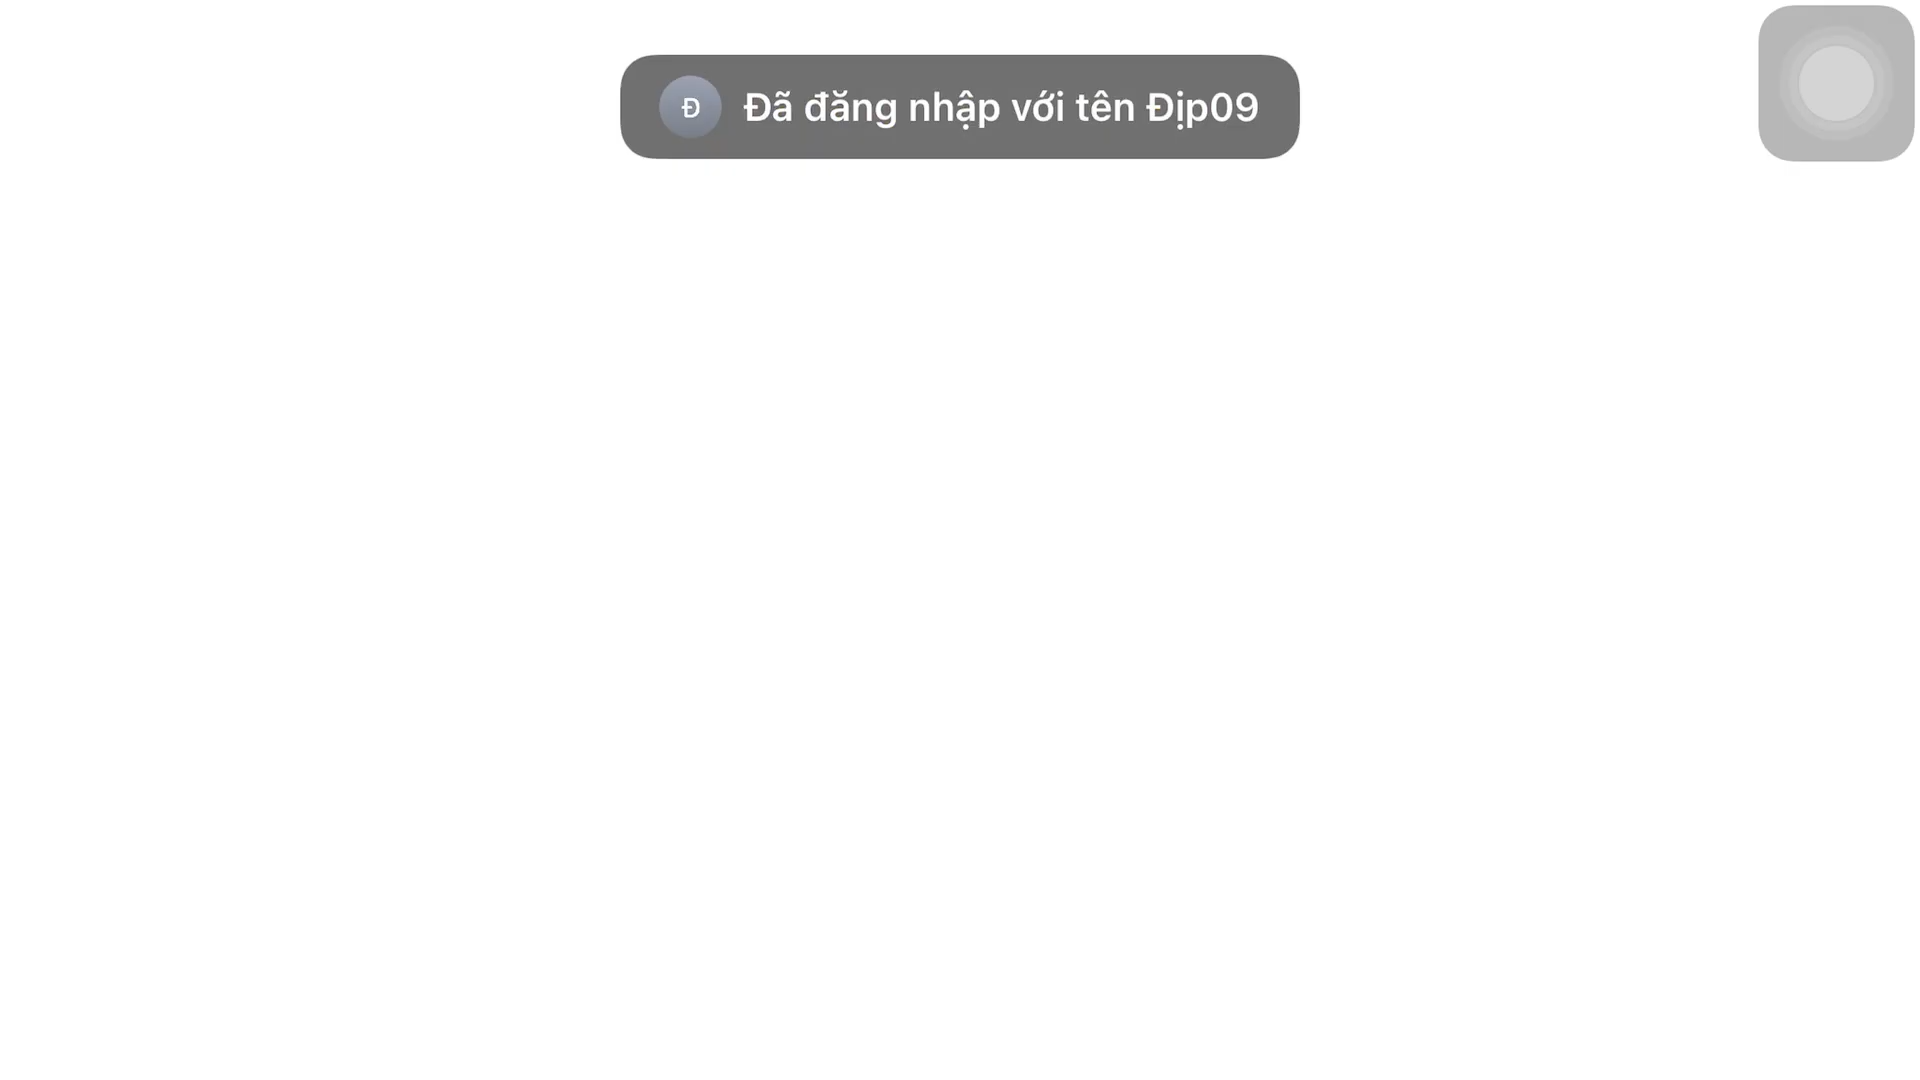 Đ
Đã đăng nhập với tên Địp09